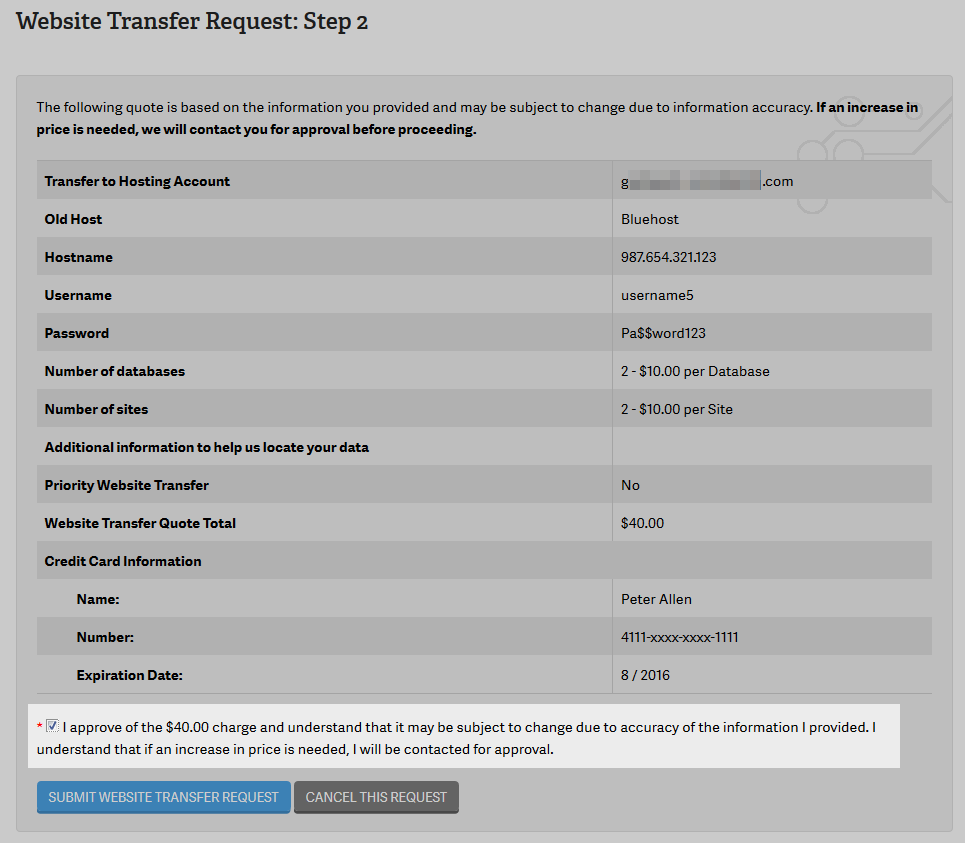 Website Transfer Request: Step 2
The following quote is based on the information you provided and may be subject to change due to information accuracy. If an increase in
price is needed, we will contact you for approval before proceeding.
Transfer to Hosting Account g .com
Old Host Bluehost
Hostname 987.654.321.123
Username username5
Password Pa$$word123
Number of databases 2 - $10.00 per Database
Number of sites 2 - $10.00 per Site
Additional information to help us locate your data
Priority Website Transfer No
Website Transfer Quote Total $40.00
Credit Card Information
Name: Peter Allen
Number: 4111-xxxx-xxxx-1111
Expiration Date: 8 / 2016
* I approve of the $40.00 charge and understand that it may be subject to change due to accuracy of the information I provided. I
understand that if an increase in price is needed, I will be contacted for approval.
SUBMIT WEBSITE TRANSFER REQUEST CANCEL THIS REQUEST